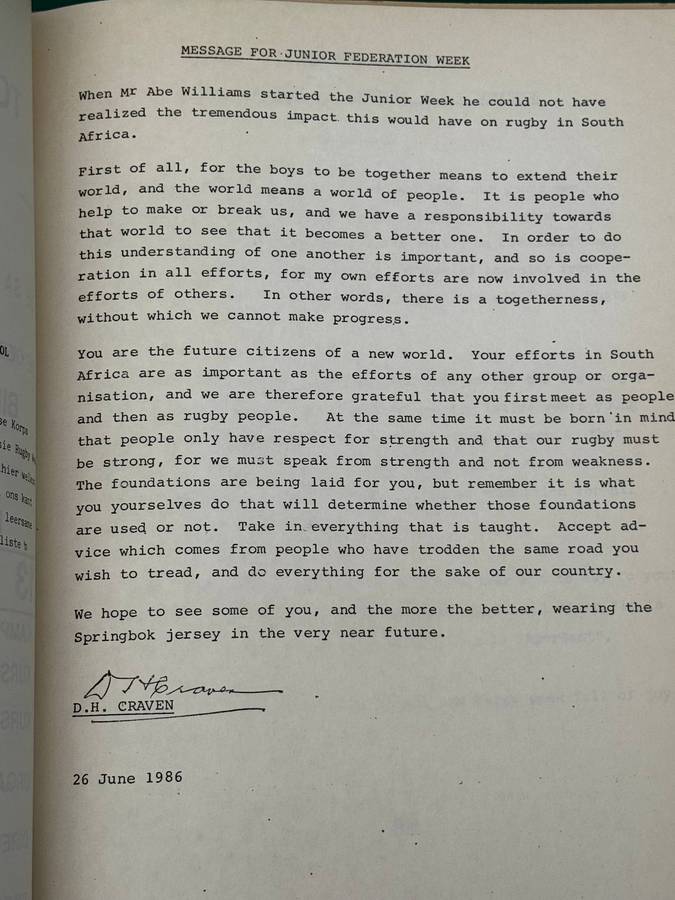 MESSAGE FOR JUNIOR FEDERATION WEEK
When Mr Abe Williams started the Junior Week he could not have
realized the tremendous impact this would have on rugby in South
Africa.
First of all, for the boys to be together means to extend their
world, and the world means a world of people. It is people who
help to make or break us, and we have a responsibility towards
that world to see that it becomes a better one. In order to do
this understanding of one another is important, and so is coope-
ration in all efforts, for my own efforts are now involved in the
efforts of others. In other words, there is a togetherness,
without which we cannot make progress.
You are the future citizens of a new world. Your efforts in South
Africa are as important as the efforts of any other group or orga-
nisation, and we are therefore grateful that you first meet as people
and then as rugby people. At the same time it must be born in mind
that people only have respect for strength and that our rugby must
be strong, for we must speak from strength and not from weakness.
The foundations are being laid for you, but remember it is what
you yourselves do that will determine whether those foundations
are used or not. Take in everything that is taught. Accept ad-
vice which comes from people who have trodden the same road you
wish to tread, and do everything for the sake of our country.
We hope to see some of you, and the more the better, wearing the
Springbok jersey in the very near future.
D H Craven
D.H. CRAVEN
26 June 1986
OL
se Korps
sie Rugby
hier
ons kant
leersame
liste